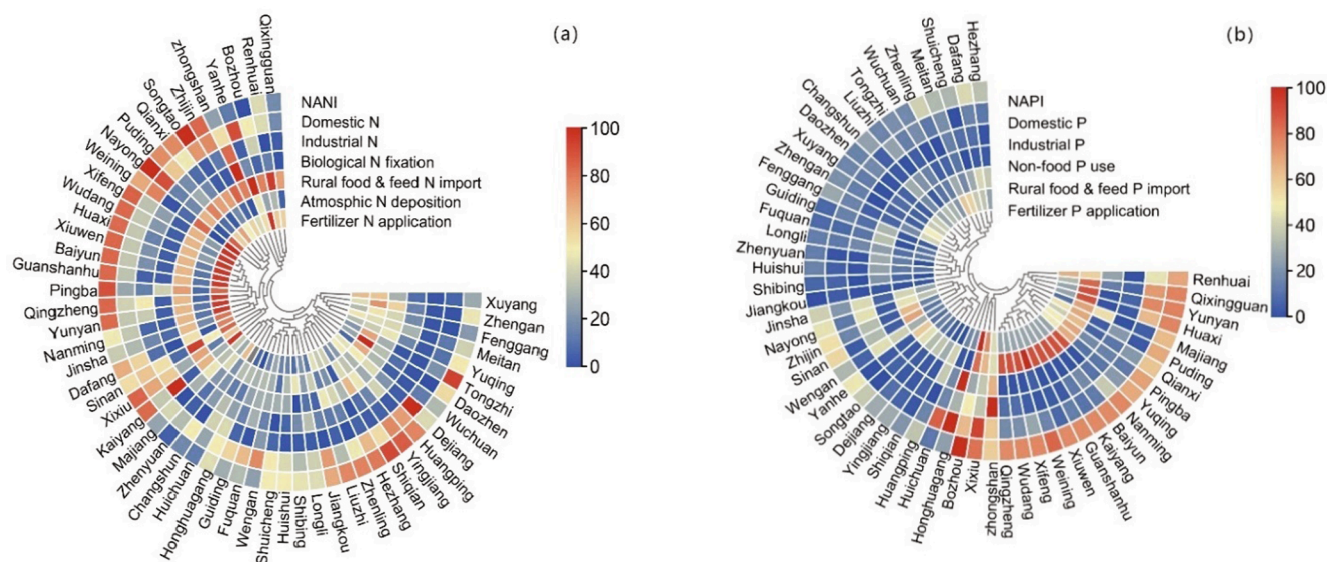 (a)
Qixingguan
Renhuai
Bozhou
Yanhe
zhongshan
Zhijin
Songtao
Qianxi
Puding
Nayong
Weining
Xifeng
Wudang
Huaxi
Xiuwen
Baiyun
Guanshanhu
Pingba
Qingzheng
Yunyan
Nanming
Jinsha
Dafang
Sinan
Xixiu
Kaiyang
Majiang
Zhenyuan
Changshun
Huichuan
Honghuagang
Guiding
Fuquan
Wengan
Shuicheng
Huishui
Shibing
Longli
Jiangkou
Liuzhi
Zhenling
Hezhang
Shiqian
Yingjiang
Huangping
Dejiang
Wuchuan
Daozhen
Tongzhi
Yuqing
Meitan
Fenggang
Zhengan
Xuyang
NANI
Domestic N
Industrial N
Biological N fixation
Rural food & feed N import
Atmosphic N deposition
Fertilizer N application
100
80
60
40
20
0
(b)
Hezhang
Dafang
Shuicheng
Meitan
Zhenling
Wuchuan
Tongzhi
Liuzhi
Changshun
Daozhen
Xuyang
Zhengan
Fenggang
Guiding
Fuquan
Longli
Zhenyuan
Huishui
Shibing
Jiangkou
Jinsha
Nayong
Zhijin
Sinan
Wengan
Yanhe
Songtao
Dejiang
Yingjiang
Shiqian
Huangping
Huichuan
Honghuagang
Bozhou
Xixiu
zhongshan
Qingzheng
Wudang
Xifeng
Weining
Xiuwen
Guanshanhu
Kaiyang
Baiyun
Nanming
Yuqing
Pingba
Qianxi
Puding
Majiang
Huaxi
Yunyan
Qixingguan
Renhuai
NAPI
Domestic P
Industrial P
Non-food P use
Rural food & feed P import
Fertilizer P application
100
80
60
40
20
0